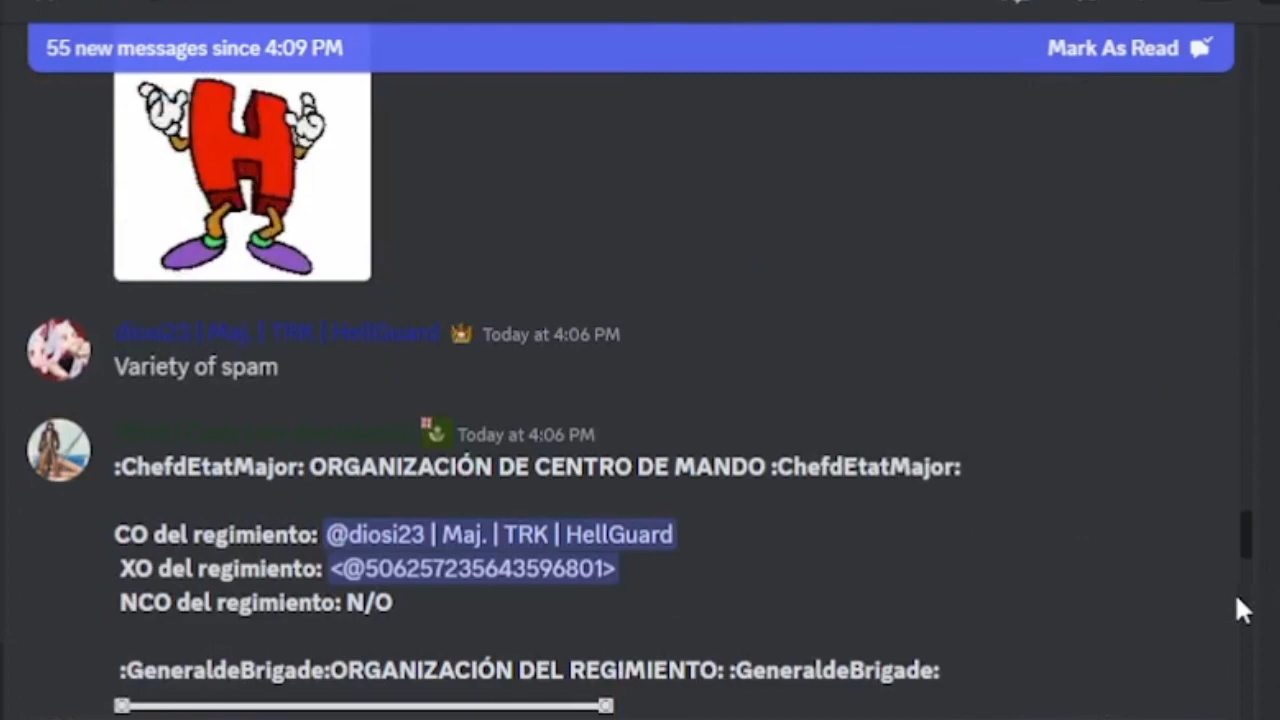 55 new messages since 4:09 PM Mark As Read
H
diosi23 | Maj. | TRK | HellGuard Today at 4:06 PM
Variety of spam
Today at 4:06 PM
:ChefdEtatMajor: ORGANIZACIÓN DE CENTRO DE MANDO :ChefdEtatMajor:
CO del regimiento: @diosi23 | Maj. | TRK | HellGuard
XO del regimiento: <@506257235643596801>
NCO del regimiento: N/O
:GeneraldeBrigade:ORGANIZACIÓN DEL REGIMIENTO: :GeneraldeBrigade: